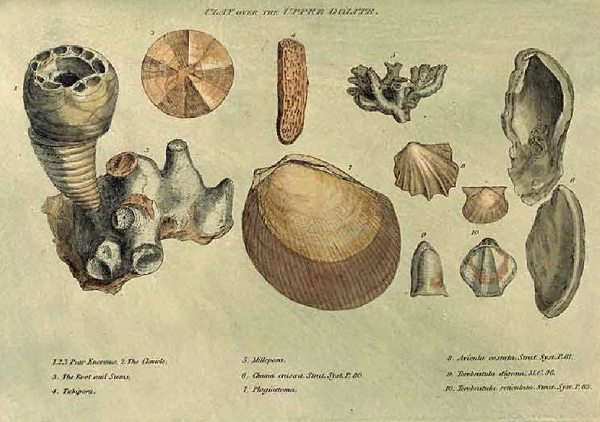 CLAY OVER THE UPPER OOLITE.
1
2
4
5
3
7
8
6
9
10
1.2.3 Pear Encrinus, 2. The Clavicle.
3. The Root and Stems.
4. Tubipora.
5. Millepora.
6. Chama crassa. Strat. Syst. P. 80.
7. Plagiostoma.
8. Avicula costata. Strat. Syst. P. 81.
9. Terebratula digona. M.C. 96.
10. Terebratula reticulata. Strat. Syst. P. 83.